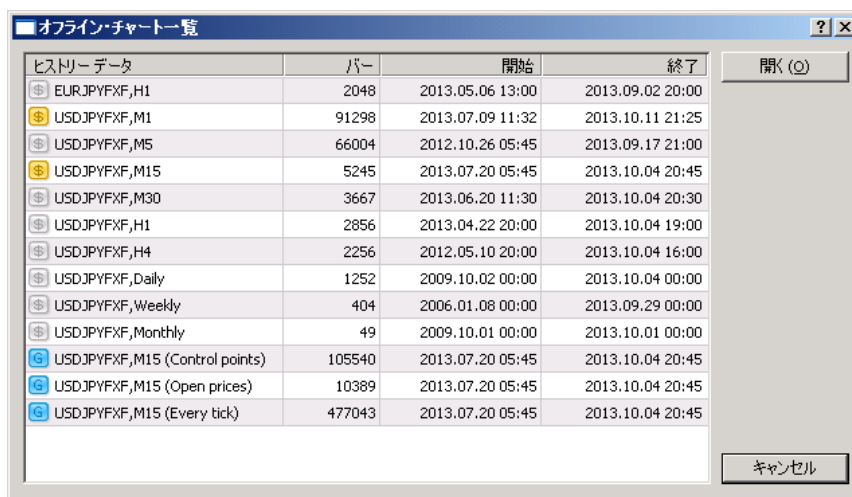 オフライン・チャート一覧
ヒストリー データ バー 開始 終了
EURJPYFXF,H1 2048 2013.05.06 13:00 2013.09.02 20:00
USDJPYFXF,M1 91298 2013.07.09 11:32 2013.10.11 21:25
USDJPYFXF,M5 66004 2012.10.26 05:45 2013.09.17 21:00
USDJPYFXF,M15 5245 2013.07.20 05:45 2013.10.04 20:45
USDJPYFXF,M30 3667 2013.06.20 11:30 2013.10.04 20:30
USDJPYFXF,H1 2856 2013.04.22 20:00 2013.10.04 19:00
USDJPYFXF,H4 2256 2012.05.10 20:00 2013.10.04 16:00
USDJPYFXF,Daily 1252 2009.10.02 00:00 2013.10.04 00:00
USDJPYFXF,Weekly 404 2006.01.08 00:00 2013.09.29 00:00
USDJPYFXF,Monthly 49 2009.10.01 00:00 2013.10.01 00:00
USDJPYFXF,M15 (Control points) 105540 2013.07.20 05:45 2013.10.04 20:45
USDJPYFXF,M15 (Open prices) 10389 2013.07.20 05:45 2013.10.04 20:45
USDJPYFXF,M15 (Every tick) 477043 2013.07.20 05:45 2013.10.04 20:45
開く(O)
キャンセル